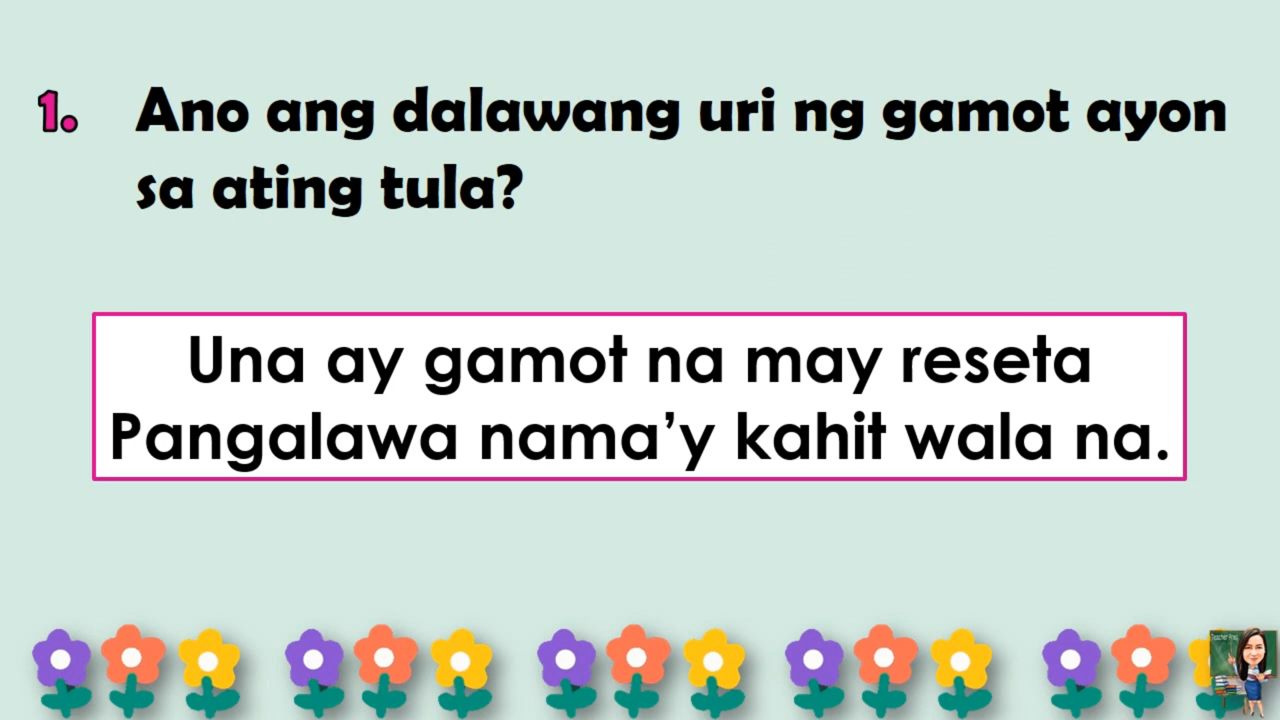 1. Ano ang dalawang uri ng gamot ayon
sa ating tula?
Una ay gamot na may reseta
Pangalawa nama’y kahit wala na.